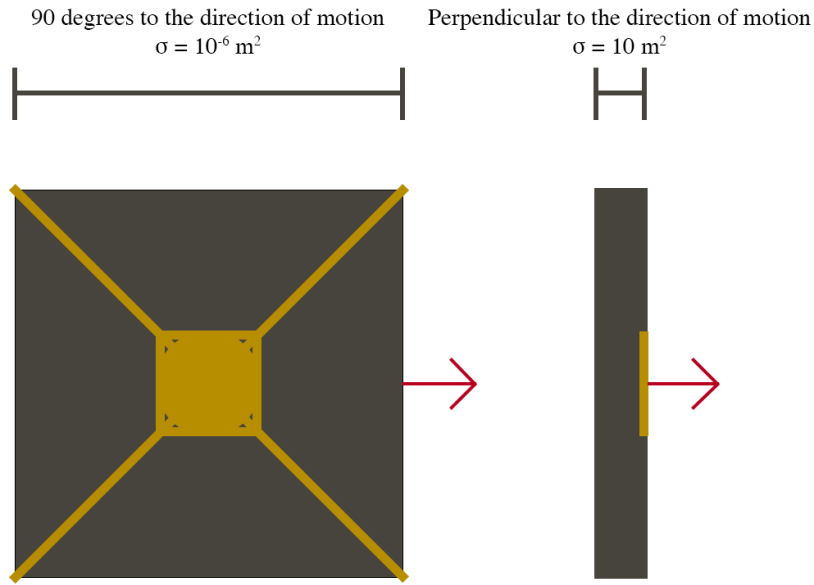 90 degrees to the direction of motion
σ = 10⁻⁶ m²
Perpendicular to the direction of motion
σ = 10 m²